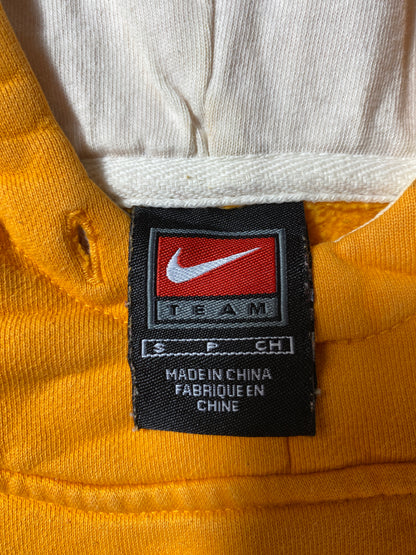 TEAM
S P CH
MADE IN CHINA
FABRIQUE EN
CHINE